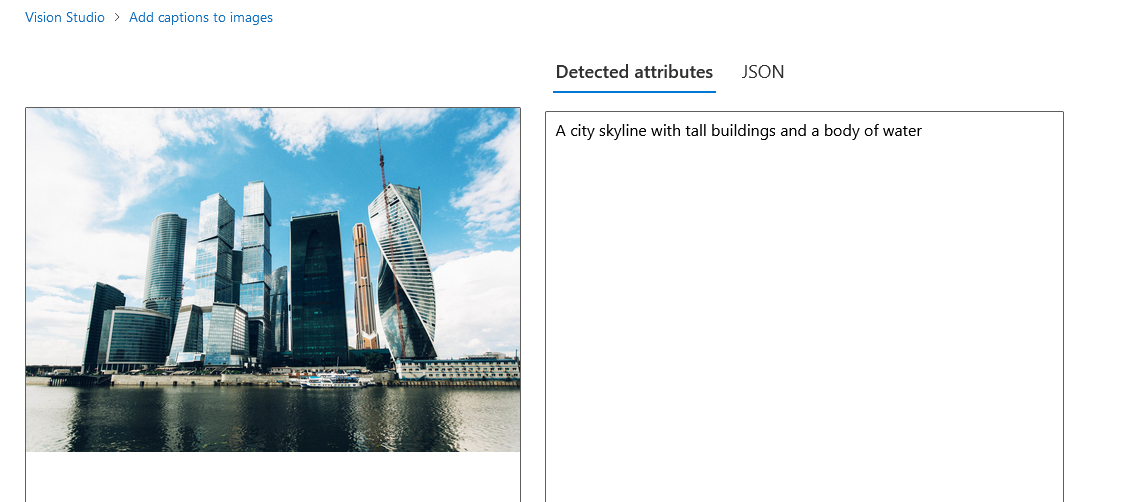 Vision Studio > Add captions to images
Detected attributes JSON
A city skyline with tall buildings and a body of water